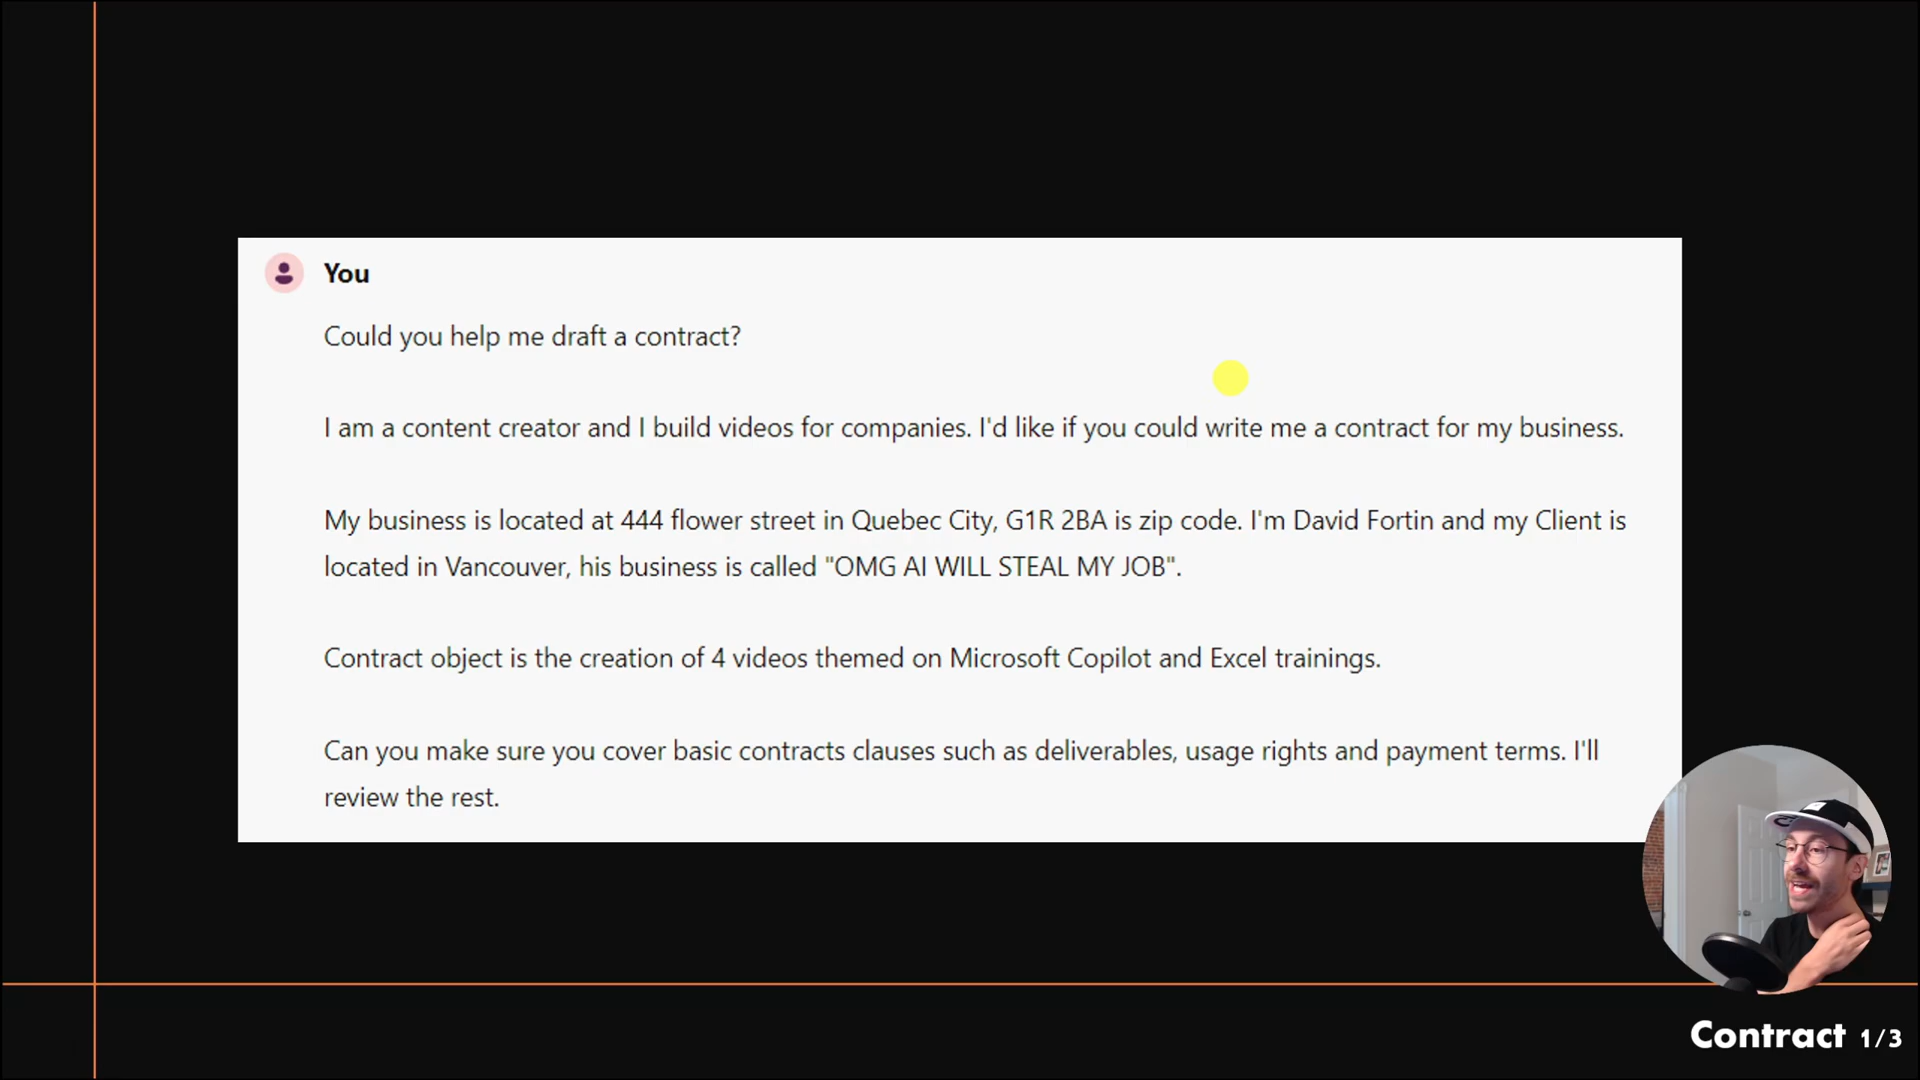 You
Could you help me draft a contract?
I am a content creator and I build videos for companies. I'd like if you could write me a contract for my business.
My business is located at 444 flower street in Quebec City, G1R 2BA is zip code. I'm David Fortin and my Client is
located in Vancouver, his business is called "OMG AI WILL STEAL MY JOB".
Contract object is the creation of 4 videos themed on Microsoft Copilot and Excel trainings.
Can you make sure you cover basic contracts clauses such as deliverables, usage rights and payment terms. I'll
review the rest.
Contract 1/3